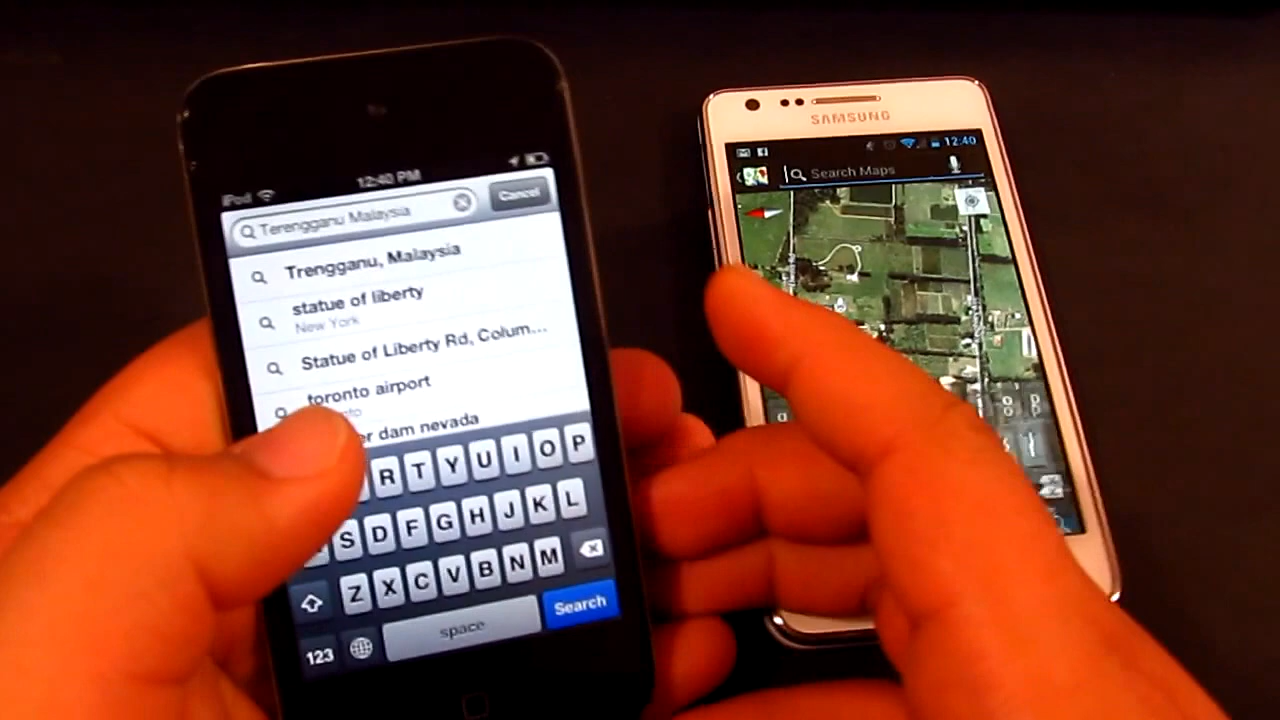 iPod 12:40 PM
Terengganu Malaysia Cancel
Trengganu, Malaysia
statue of liberty
New York
Statue of Liberty Rd, Colum...
toronto airport
er dam nevada
R T Y U I O P
S D F G H J K L
Z X C V B N M
123 space Search
SAMSUNG
12:40
Search Maps